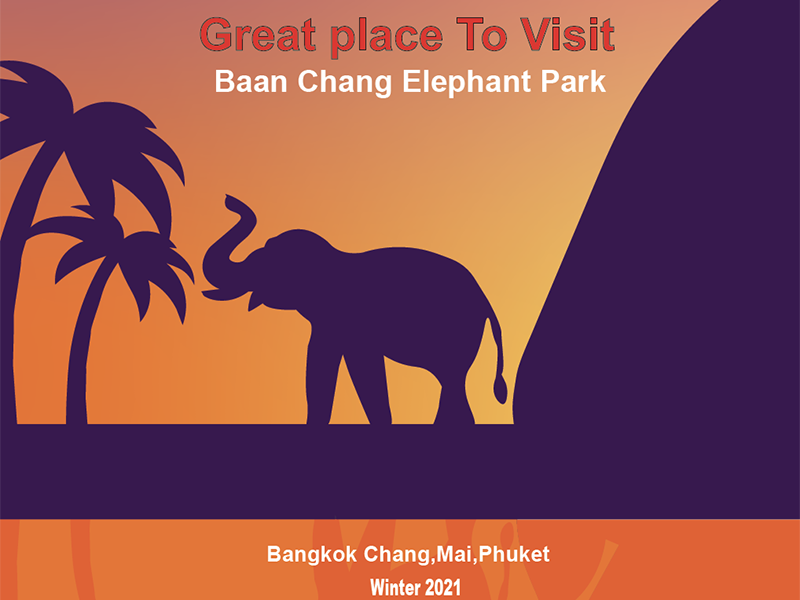 Great place To Visit
Baan Chang Elephant Park
Bangkok Chang,Mai,Phuket
Winter 2021